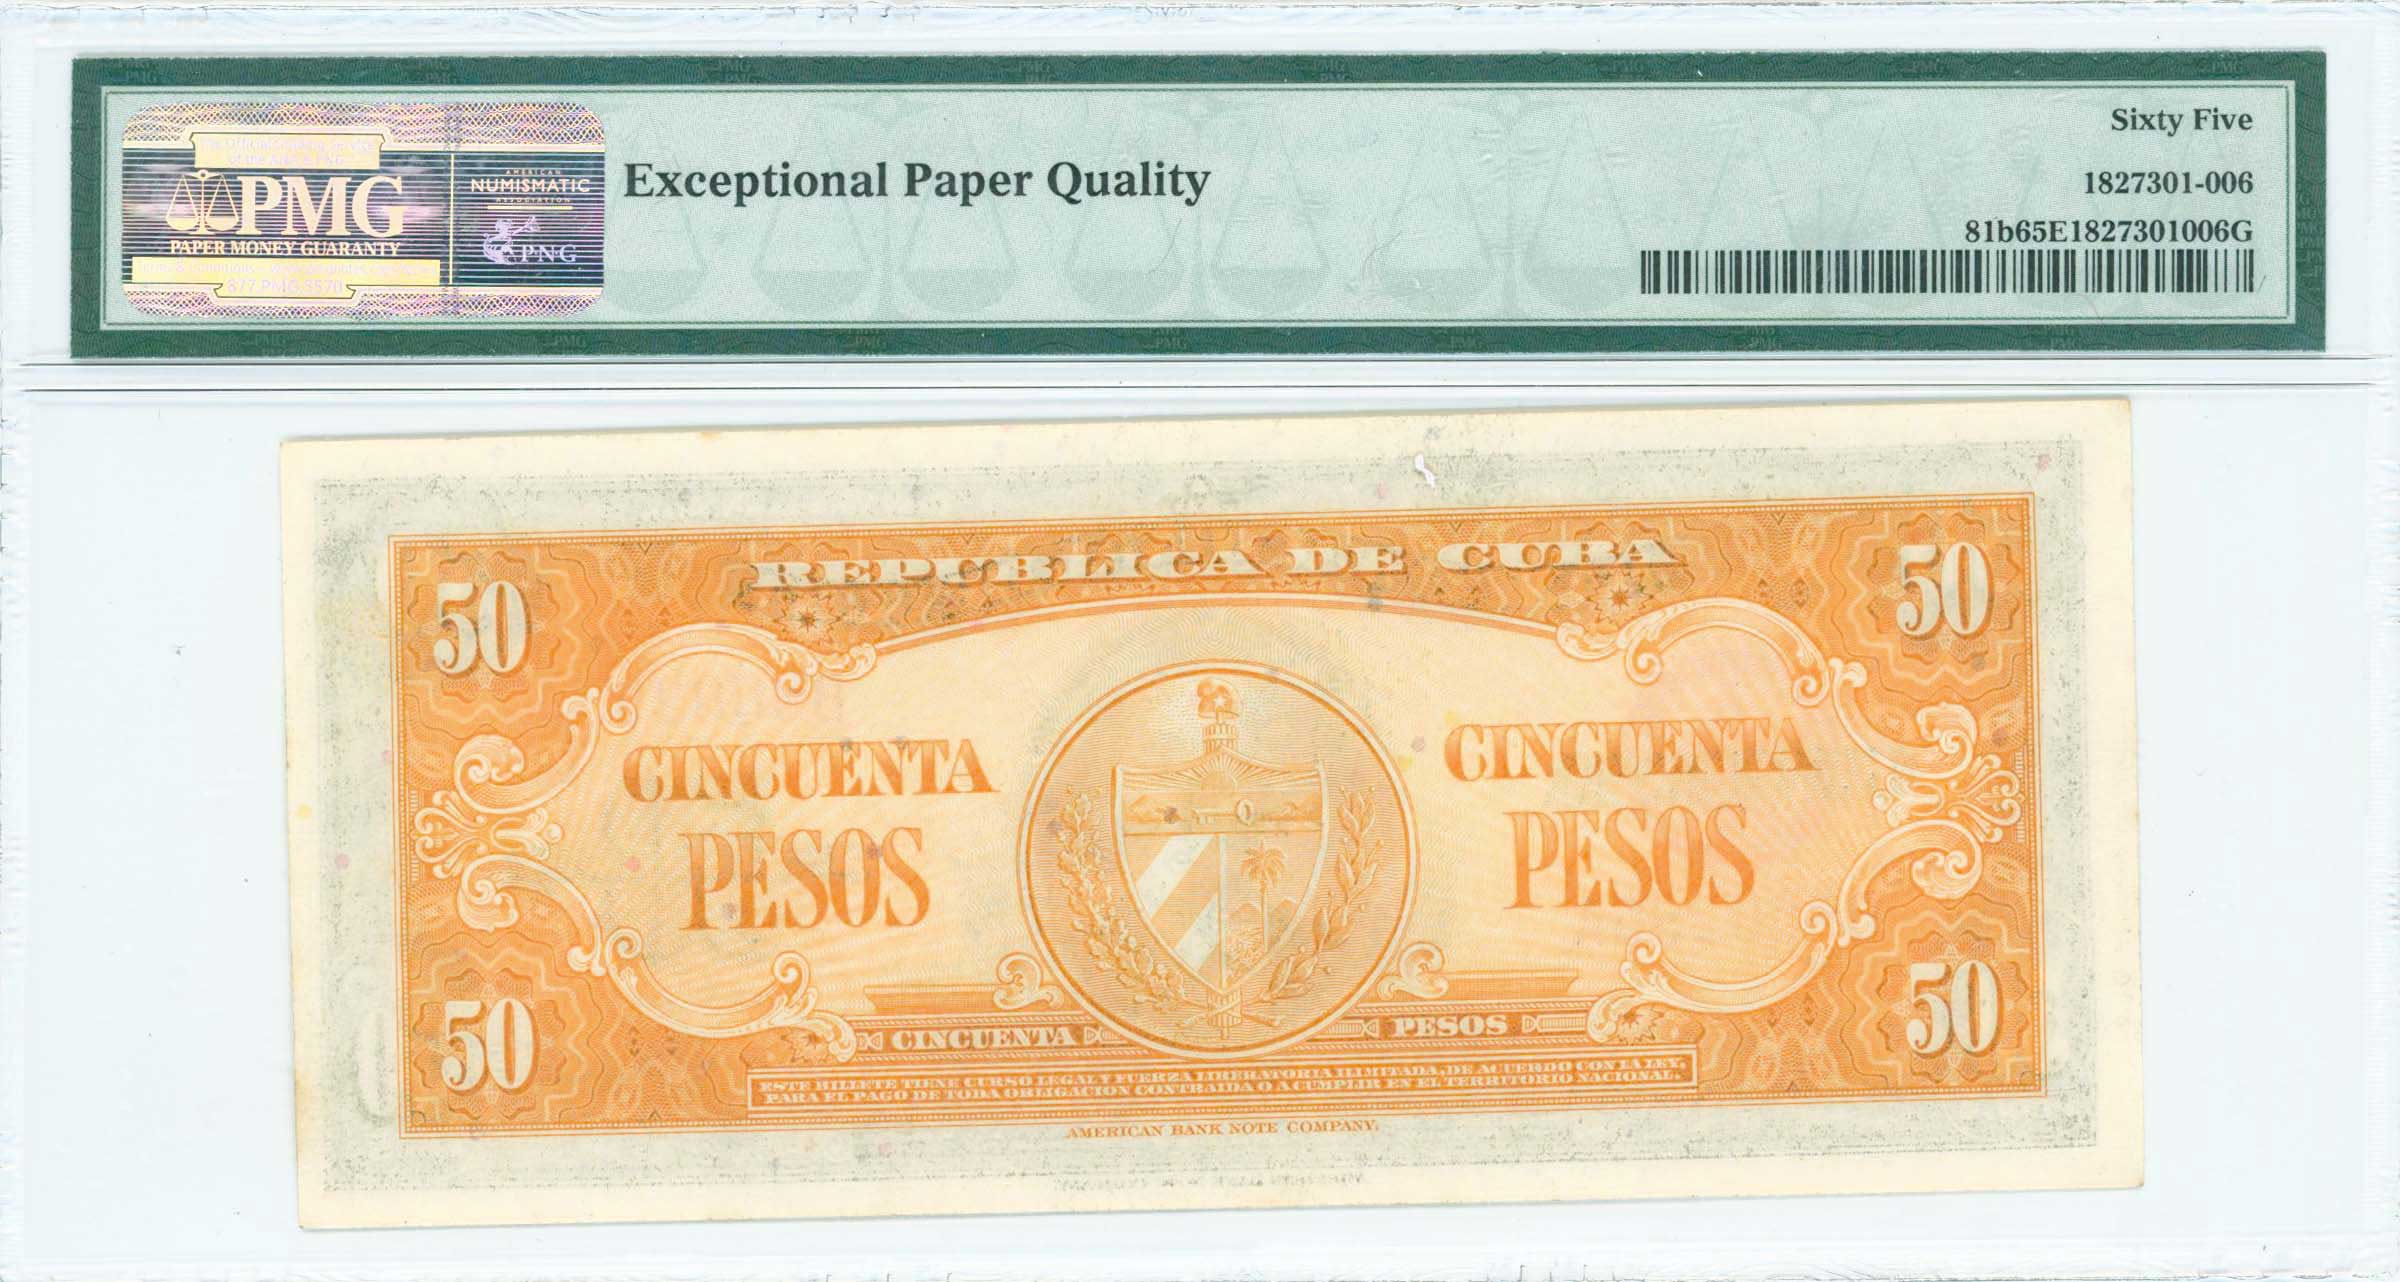 Sixty Five
PMG
AMERICAN
NUMISMATIC
ASSOCIATION
Exceptional Paper Quality
1827301-006
PAPER MONEY GUARANTY
P·N·G
81b65E1827301006G
877-PMG-5570
REPUBLICA DE CUBA
50 50
CINCUENTA CINCUENTA
PESOS PESOS
50 50
CINCUENTA PESOS
ESTE BILLETE TIENE CURSO LEGAL Y FUERZA LIBERATORIA ILIMITADA, DE ACUERDO CON LA LEY,
PARA EL PAGO DE TODA OBLIGACION CONTRAIDA O A CUMPLIR EN EL TERRITORIO NACIONAL.
AMERICAN BANK NOTE COMPANY.